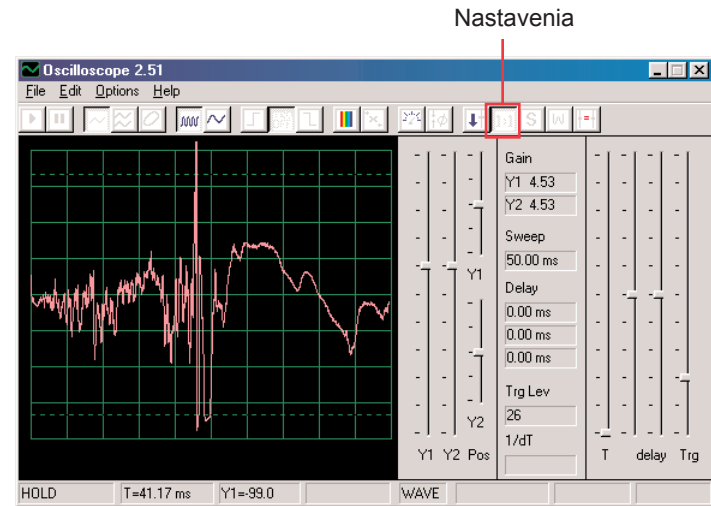 Nastavenia
Oscilloscope 2.51
File Edit Options Help
Gain
Y1 4.53
Y2 4.53
Sweep
50.00 ms
Y1
Delay
0.00 ms
0.00 ms
0.00 ms
Trg Lev
26
Y2
1/dT
Y1 Y2 Pos
T delay Trg
HOLD T=41.17 ms Y1=-99.0 WAVE